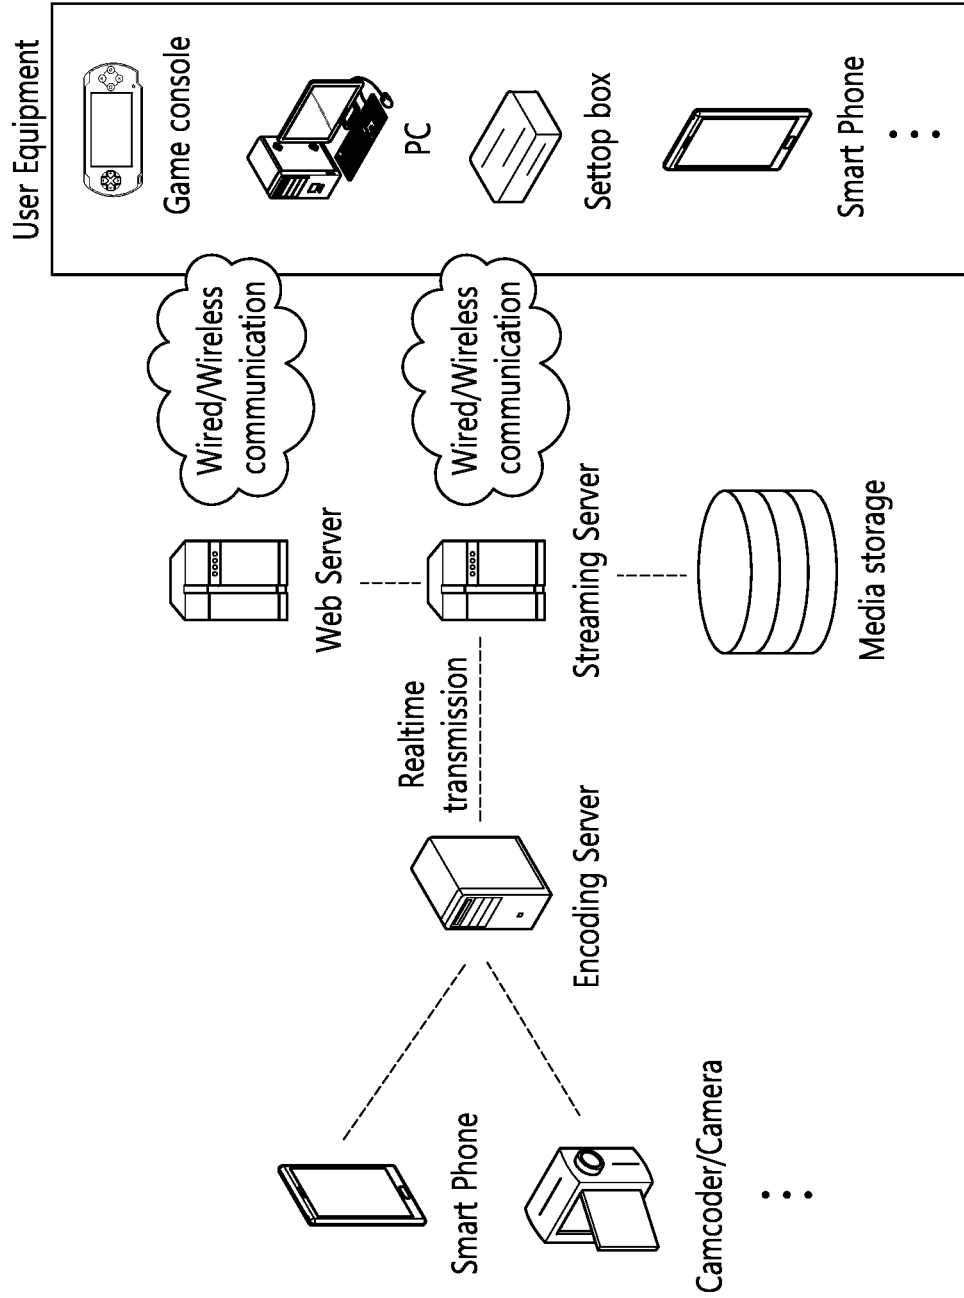 User Equipment
Game console
PC
Settop box
Smart Phone
Wired/Wireless
communication
Wired/Wireless
communication
Web Server
Streaming Server
Media storage
Realtime
transmission
Encoding Server
Smart Phone
Camcoder/Camera